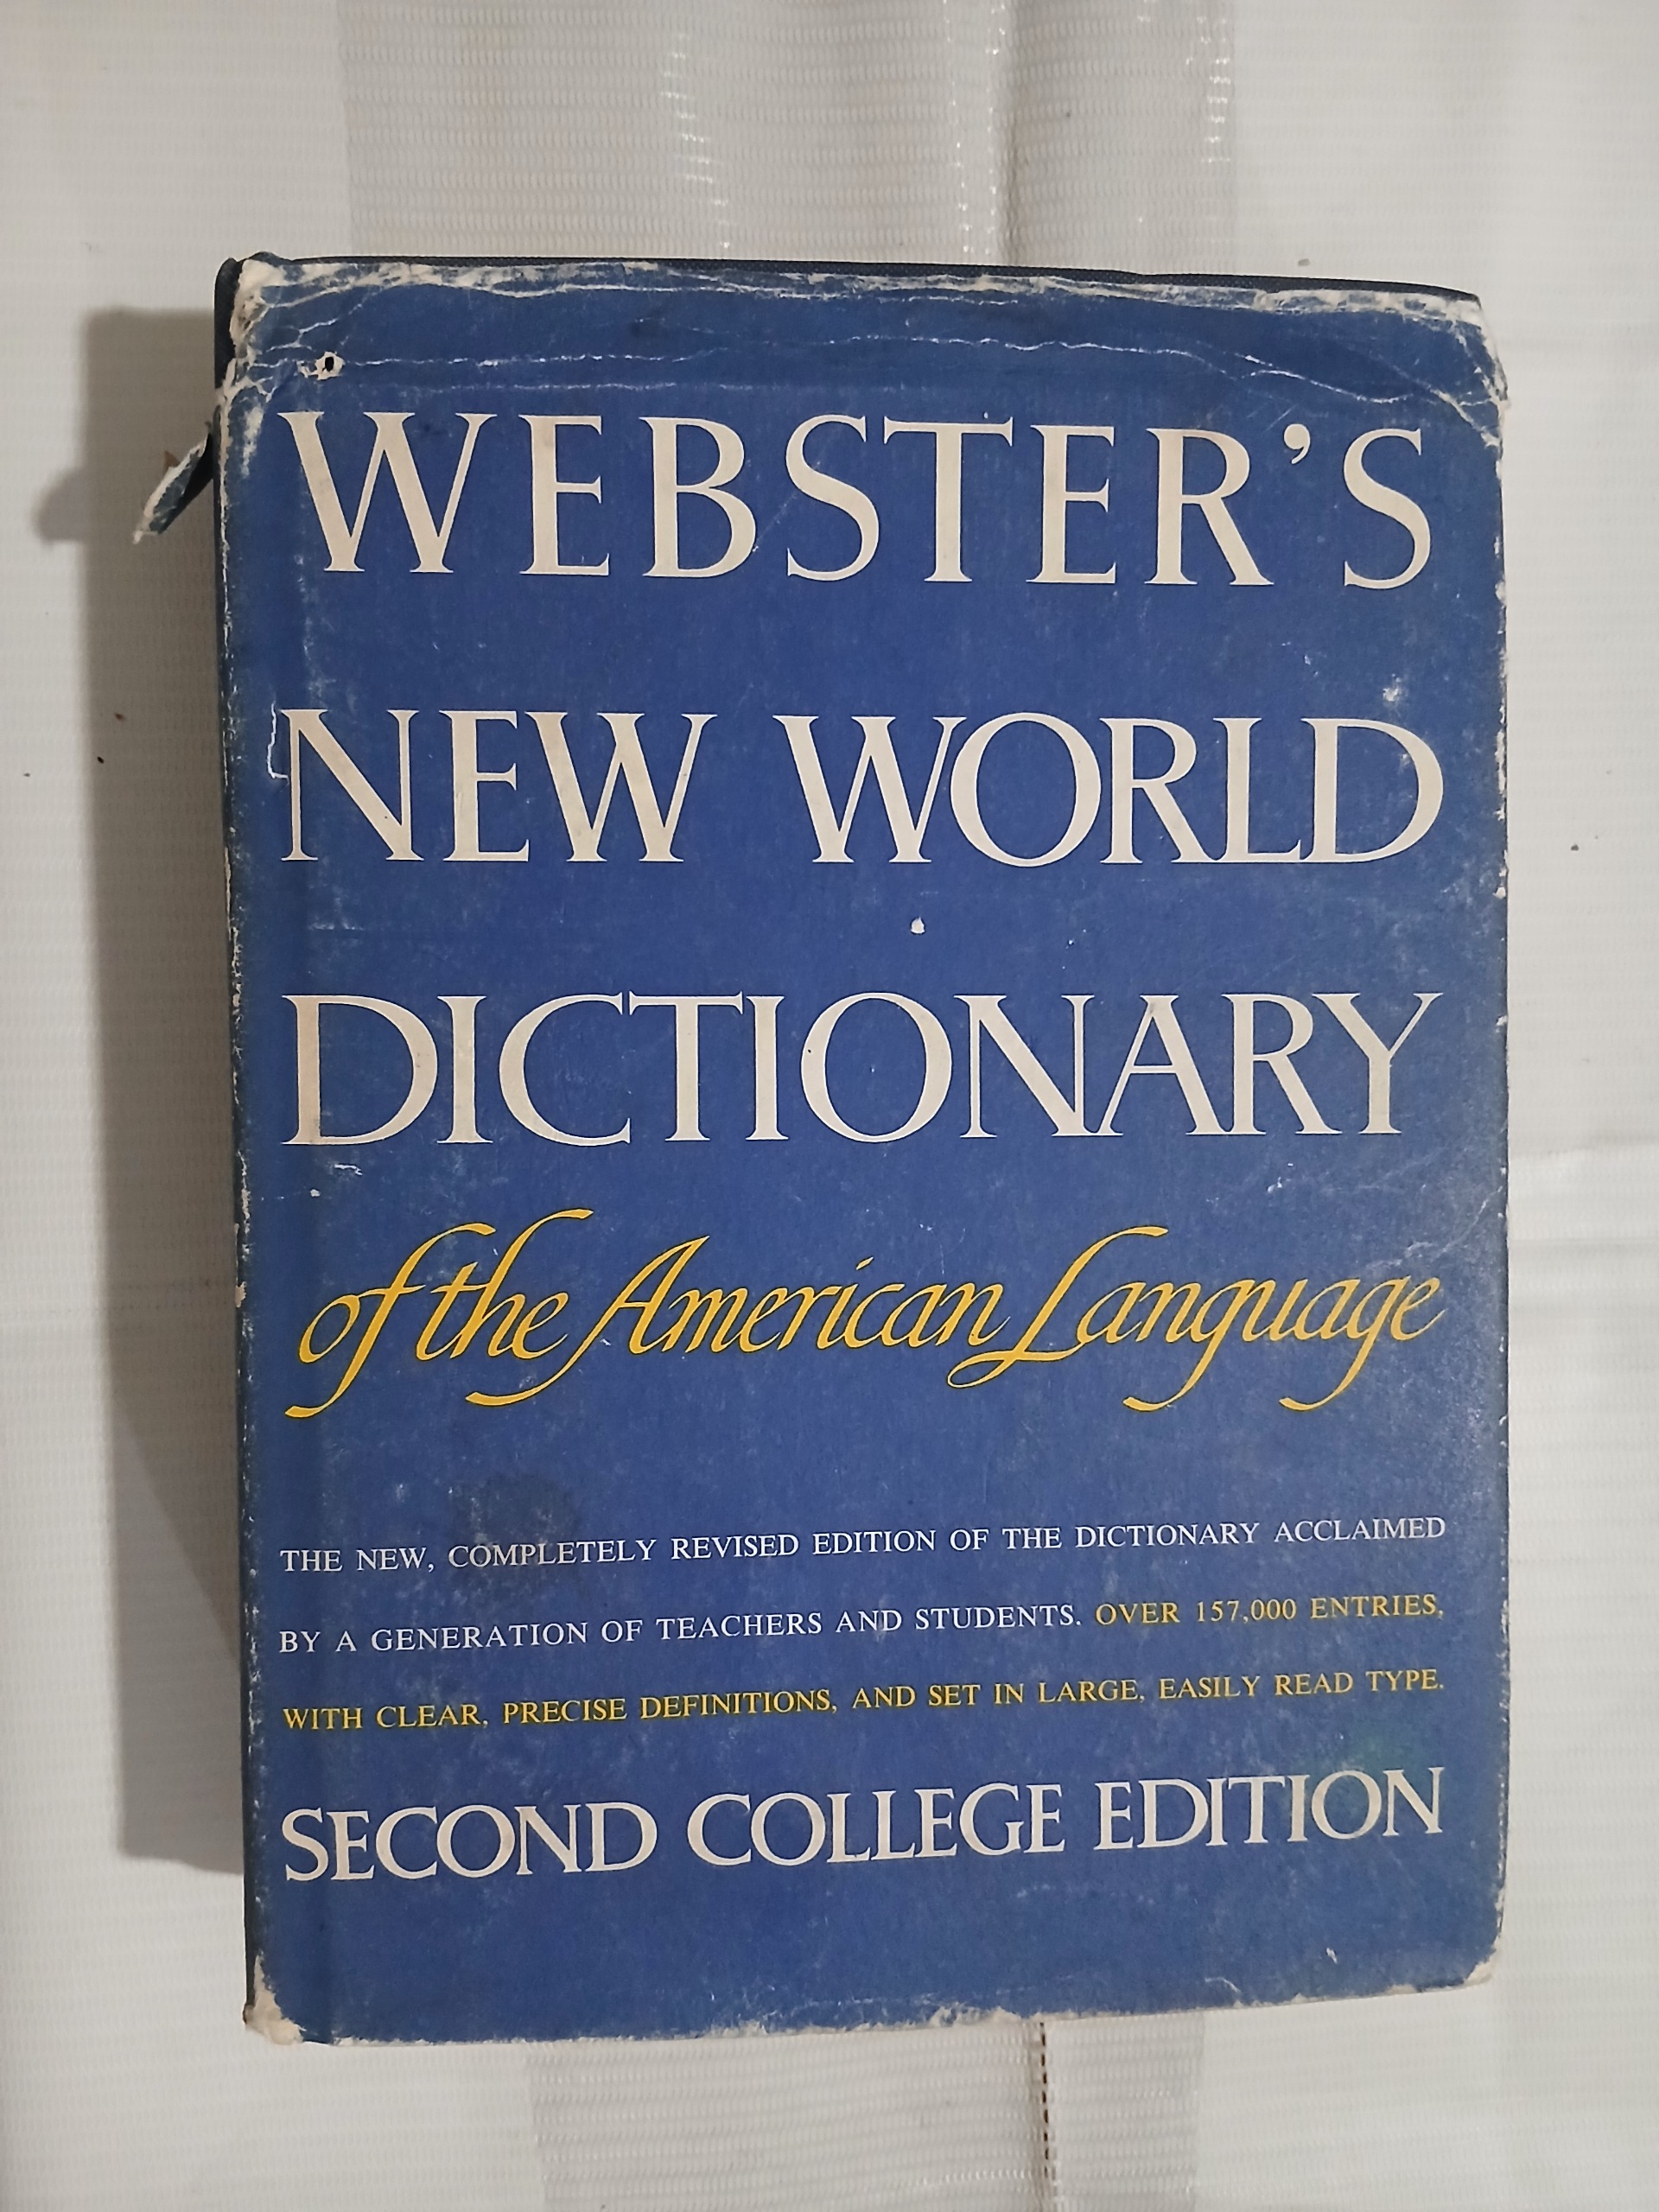 WEBSTER'S
NEW WORLD
DICTIONARY
of the American Language
THE NEW, COMPLETELY REVISED EDITION OF THE DICTIONARY ACCLAIMED
BY A GENERATION OF TEACHERS AND STUDENTS. OVER 157,000 ENTRIES,
WITH CLEAR, PRECISE DEFINITIONS, AND SET IN LARGE, EASILY READ TYPE.
SECOND COLLEGE EDITION